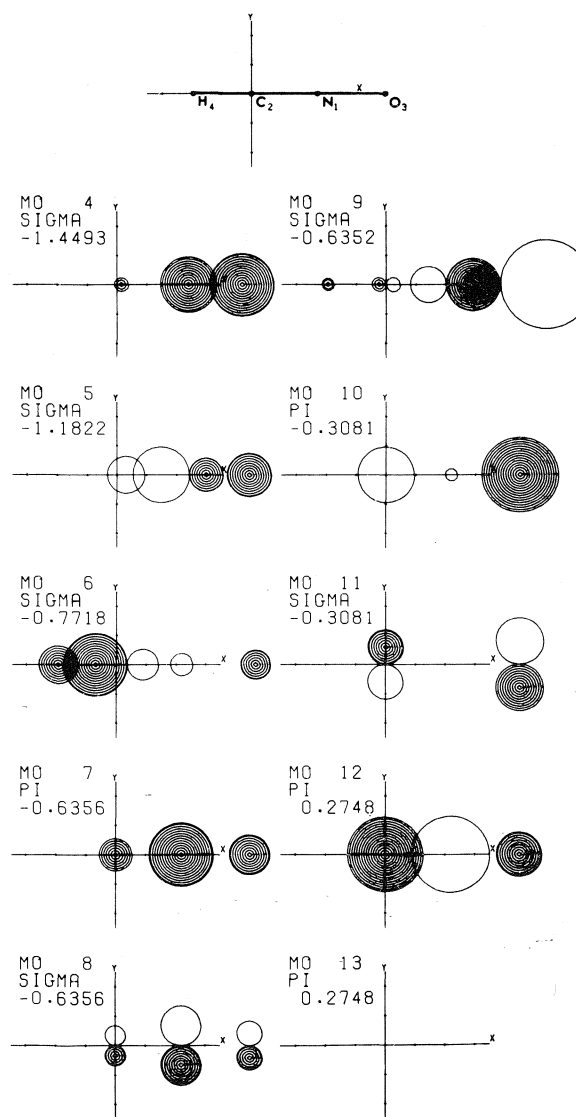 Y
X
H4 C2 N1 O3
MO 4
SIGMA
-1.4493
Y
MO 9
SIGMA
-0.6352
Y
MO 5
SIGMA
-1.1822
Y
X
MO 10
PI
-0.3081
Y
MO 6
SIGMA
-0.7718
Y
X
MO 11
SIGMA
-0.3081
Y
X
MO 7
PI
-0.6356
Y
X
MO 12
PI
0.2748
Y
X
MO 8
SIGMA
-0.6356
Y
X
MO 13
PI
0.2748
Y
X